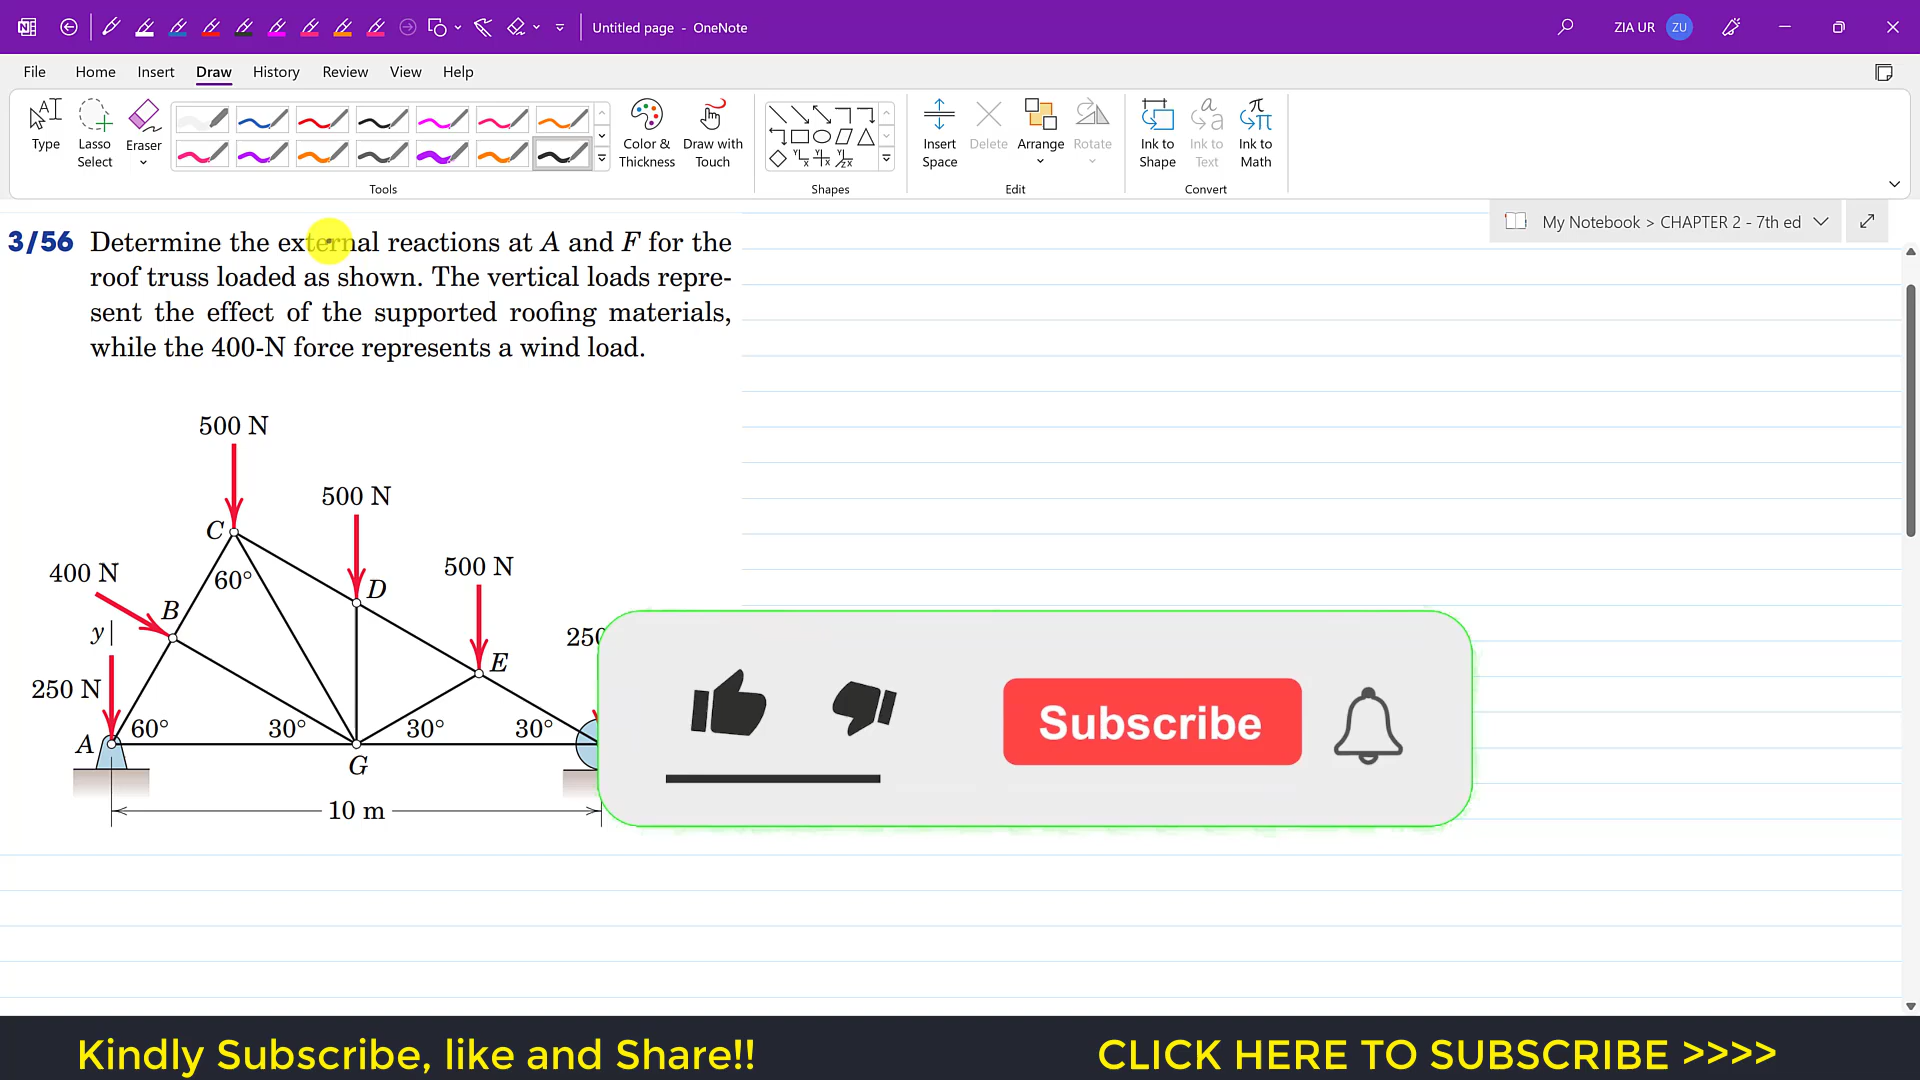 Untitled page - OneNote
ZIA UR ZU
File Home Insert Draw History Review View Help
Type
Lasso Select
Eraser
Color & Thickness
Draw with Touch
Insert Space
Delete
Arrange
Rotate
Ink to Shape
Ink to Text
Ink to Math
Tools Shapes Edit Convert
My Notebook > CHAPTER 2 - 7th ed
3/56 Determine the external reactions at A and F for the
roof truss loaded as shown. The vertical loads repre-
sent the effect of the supported roofing materials,
while the 400-N force represents a wind load.
500 N
500 N
C
500 N
400 N
60°
D
B
y
250
E
250 N
60° 30° 30° 30°
A
G
10 m
Subscribe
Kindly Subscribe, like and Share!!
CLICK HERE TO SUBSCRIBE >>>>